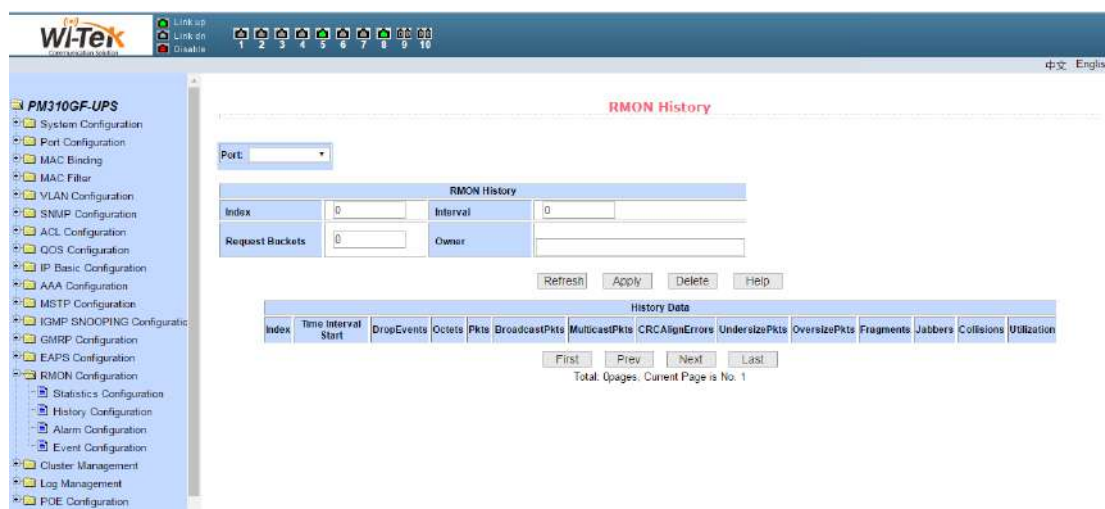 Wi-Tek
Communication Solution
Link up
Link dn
Disable
1 2 3 4 5 6 7 8 9 10
中文 Englis
PM310GF-UPS
System Configuration
Port Configuration
MAC Binding
MAC Filter
VLAN Configuration
SNMP Configuration
ACL Configuration
QOS Configuration
IP Basic Configuration
AAA Configuration
MSTP Configuration
IGMP SNOOPING Configuratic
GMRP Configuration
EAPS Configuration
RMON Configuration
Statistics Configuration
History Configuration
Alarm Configuration
Event Configuration
Cluster Management
Log Management
POE Configuration
RMON History
Port:
RMON History
Index 0 Interval 0
Request Buckets 0 Owner
Refresh Apply Delete Help
History Data
Index Time Interval Start DropEvents Octets Pkts BroadcastPkts MulticastPkts CRCAlignErrors UndersizePkts OversizePkts Fragments Jabbers Collisions Utilization
First Prev Next Last
Total: 0pages, Current Page is No. 1